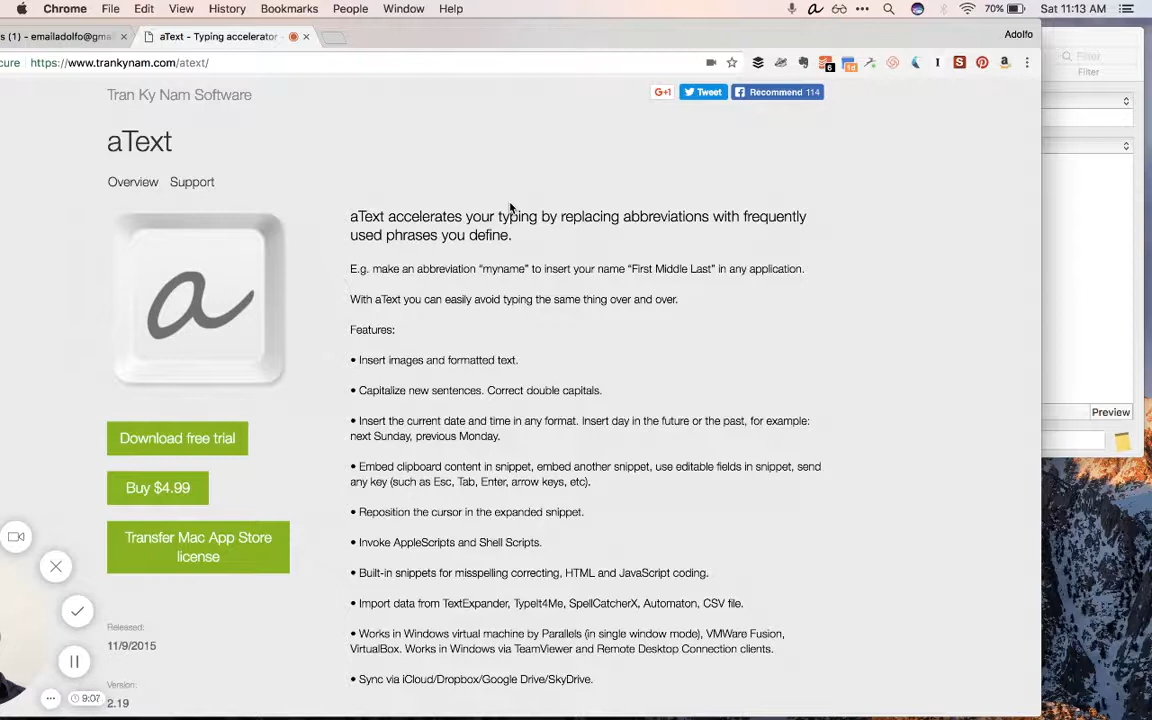 Chrome File Edit View History Bookmarks People Window Help 70% Sat 11:13 AM
s (1) - emailadolfo@gma × aText - Typing accelerator × Adolfo
cure https://www.trankynam.com/atext/
Filter
Filter
Tran Ky Nam Software
G+1 Tweet Recommend 114
aText
Overview Support
aText accelerates your typing by replacing abbreviations with frequently
used phrases you define.
E.g. make an abbreviation “myname” to insert your name “First Middle Last” in any application.
With aText you can easily avoid typing the same thing over and over.
Features:
• Insert images and formatted text.
• Capitalize new sentences. Correct double capitals.
• Insert the current date and time in any format. Insert day in the future or the past, for example:
next Sunday, previous Monday.
• Embed clipboard content in snippet, embed another snippet, use editable fields in snippet, send
any key (such as Esc, Tab, Enter, arrow keys, etc).
• Reposition the cursor in the expanded snippet.
• Invoke AppleScripts and Shell Scripts.
• Built-in snippets for misspelling correcting, HTML and JavaScript coding.
• Import data from TextExpander, TypeIt4Me, SpellCatcherX, Automaton, CSV file.
• Works in Windows virtual machine by Parallels (in single window mode), VMWare Fusion,
VirtualBox. Works in Windows via TeamViewer and Remote Desktop Connection clients.
• Sync via iCloud/Dropbox/Google Drive/SkyDrive.
a
Download free trial
Buy $4.99
Transfer Mac App Store
license
Released:
11/9/2015
Version:
2.19
9:07
Preview